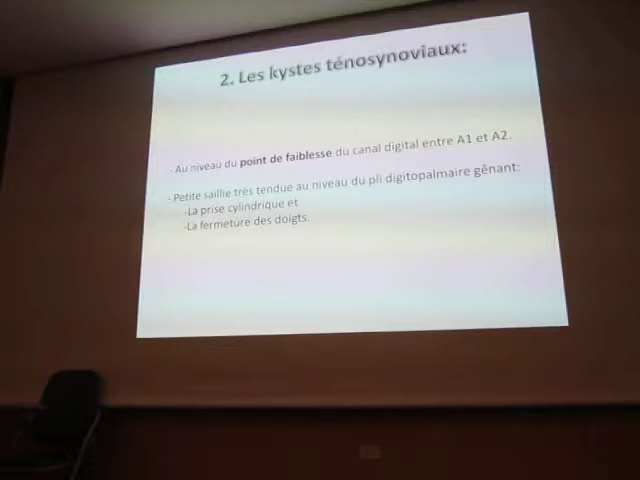 2. Les kystes ténosynoviaux:
- Au niveau du point de faiblesse du canal digital entre A1 et A2.
- Petite saillie très tendue au niveau du pli digitopalmaire gênant:
-La prise cylindrique et
-La fermeture des doigts.